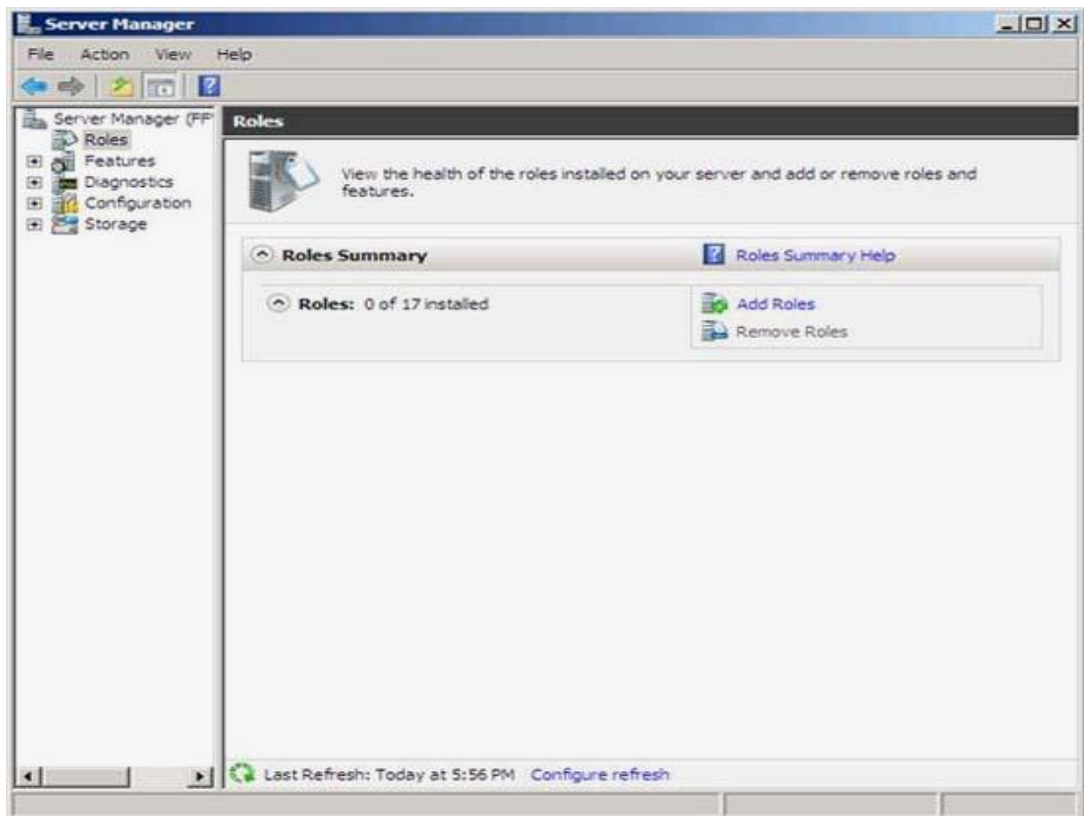 Server Manager
File Action View Help
Server Manager (FF
Roles
Features
Diagnostics
Configuration
Storage
Roles
View the health of the roles installed on your server and add or remove roles and
features.
Roles Summary
Roles Summary Help
Roles: 0 of 17 installed
Add Roles
Remove Roles
Last Refresh: Today at 5:56 PM Configure refresh